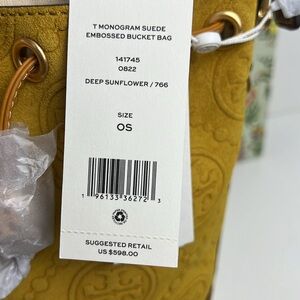 T MONOGRAM SUEDE
EMBOSSED BUCKET BAG
141745
0822
DEEP SUNFLOWER / 766
SIZE
OS
1 96133 36272 3
SUGGESTED RETAIL
US $598.00